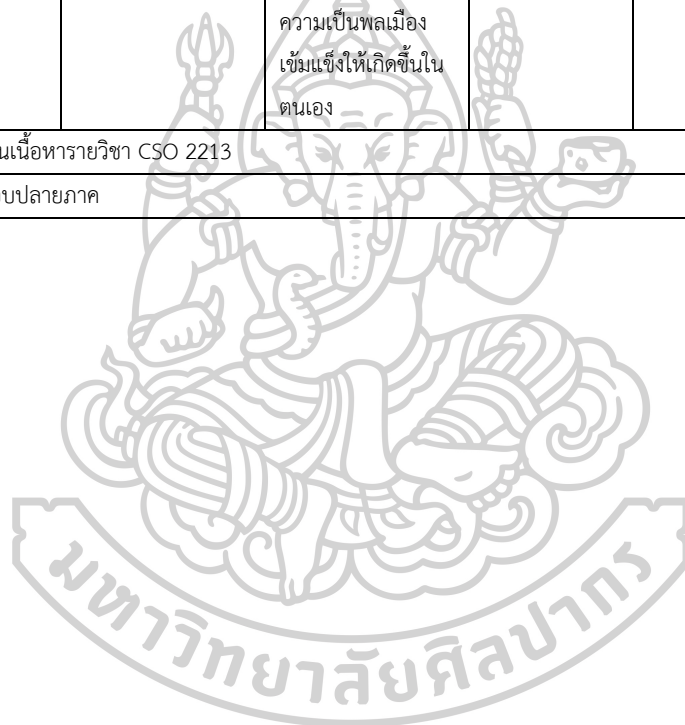 ความเป็นพลเมือง
เข้มแข็งให้เกิดขึ้นใน
ตนเอง
นเนื้อหารายวิชา CSO 2213
บปลายภาค
มหาวิทยาลัยศิลปากร